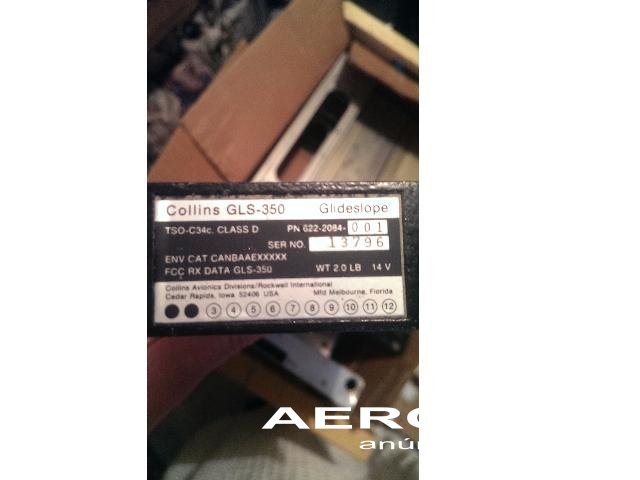 Collins GLS-350 Glideslope
TSO-C34c, CLASS D PN 622-2084-001
SER NO. 13796
ENV CAT CANBAAEXXXXX
FCC RX DATA GLS-350 WT 2.0 LB 14 V
Collins Avionics Divisions/Rockwell International
Cedar Rapids, Iowa 52406 USA Mfd Melbourne, Florida
3 4 5 6 7 8 9 10 11 12
AERO
anún